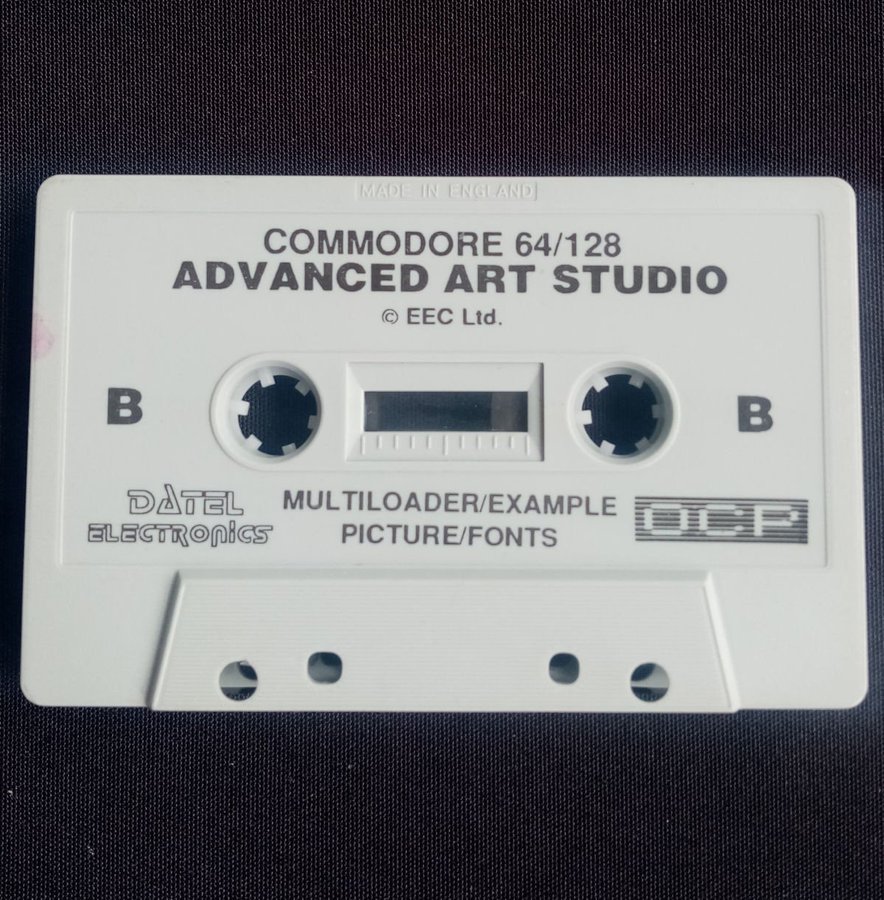 MADE IN ENGLAND
COMMODORE 64/128
ADVANCED ART STUDIO
© EEC Ltd.
B
B
DATEL
ELECTRONICS
MULTILOADER/EXAMPLE
PICTURE/FONTS
OCP